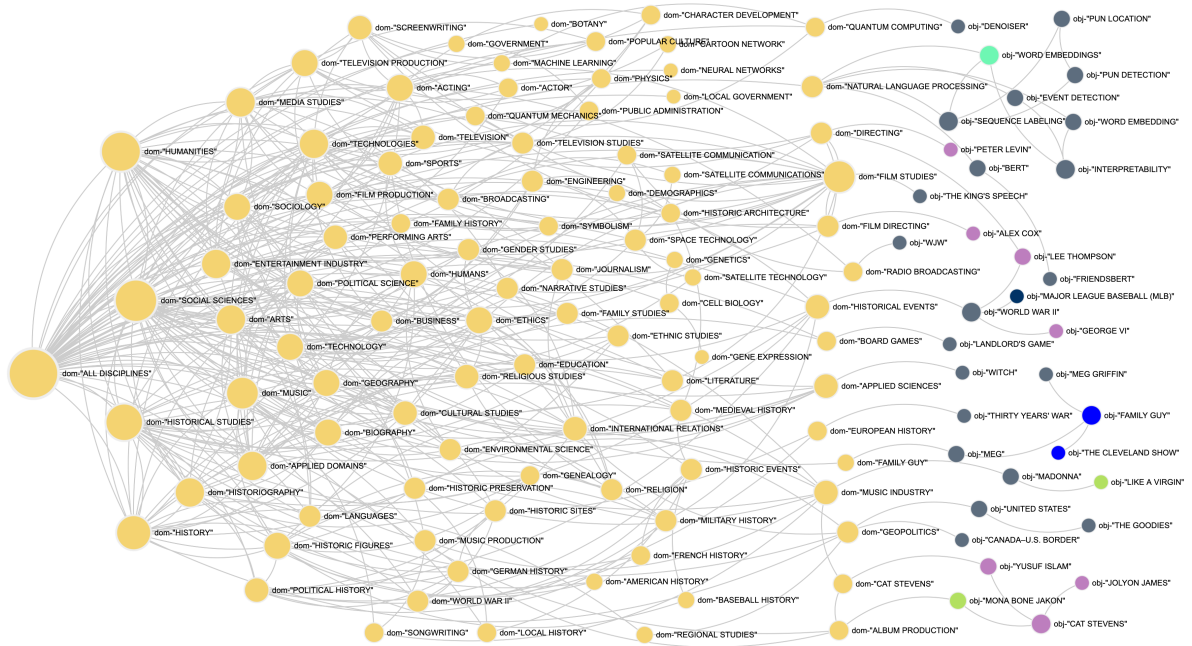 dom-"CHARACTER DEVELOPMENT"
obj-"PUN LOCATION"
dom-"SCREENWRITING"
dom-"BOTANY"
dom-"QUANTUM COMPUTING"
obj-"DENOISER"
dom-"GOVERNMENT"
dom-"POPULAR CULTURE"
dom-"CARTOON NETWORK"
obj-"WORD EMBEDDINGS"
dom-"TELEVISION PRODUCTION"
dom-"MACHINE LEARNING"
dom-"NEURAL NETWORKS"
obj-"PUN DETECTION"
dom-"PHYSICS"
dom-"ACTING"
dom-"ACTOR"
dom-"NATURAL LANGUAGE PROCESSING"
dom-"LOCAL GOVERNMENT"
obj-"EVENT DETECTION"
dom-"MEDIA STUDIES"
dom-"PUBLIC ADMINISTRATION"
dom-"QUANTUM MECHANICS"
obj-"SEQUENCE LABELING"
obj-"WORD EMBEDDING"
dom-"DIRECTING"
dom-"TELEVISION"
dom-"TECHNOLOGIES"
dom-"TELEVISION STUDIES"
obj-"PETER LEVIN"
dom-"HUMANITIES"
dom-"SATELLITE COMMUNICATION"
dom-"SPORTS"
obj-"BERT"
obj-"INTERPRETABILITY"
dom-"SATELLITE COMMUNICATIONS"
dom-"FILM STUDIES"
dom-"ENGINEERING"
dom-"DEMOGRAPHICS"
dom-"FILM PRODUCTION"
obj-"THE KING'S SPEECH"
dom-"BROADCASTING"
dom-"SOCIOLOGY"
dom-"HISTORIC ARCHITECTURE"
dom-"FAMILY HISTORY"
dom-"SYMBOLISM"
dom-"FILM DIRECTING"
obj-"ALEX COX"
dom-"PERFORMING ARTS"
dom-"SPACE TECHNOLOGY"
obj-"WJW"
dom-"GENDER STUDIES"
obj-"LEE THOMPSON"
dom-"GENETICS"
dom-"ENTERTAINMENT INDUSTRY"
dom-"JOURNALISM"
dom-"RADIO BROADCASTING"
dom-"HUMANS"
dom-"SATELLITE TECHNOLOGY"
obj-"FRIENDSBERT"
dom-"POLITICAL SCIENCE"
dom-"NARRATIVE STUDIES"
obj-"MAJOR LEAGUE BASEBALL (MLB)"
dom-"SOCIAL SCIENCES"
dom-"CELL BIOLOGY"
dom-"HISTORICAL EVENTS"
obj-"WORLD WAR II"
dom-"FAMILY STUDIES"
dom-"ARTS"
dom-"BUSINESS"
dom-"ETHICS"
obj-"GEORGE VI"
dom-"ETHNIC STUDIES"
dom-"BOARD GAMES"
obj-"LANDLORD'S GAME"
dom-"TECHNOLOGY"
dom-"GENE EXPRESSION"
dom-"EDUCATION"
dom-"ALL DISCIPLINES"
obj-"WITCH"
obj-"MEG GRIFFIN"
dom-"RELIGIOUS STUDIES"
dom-"LITERATURE"
dom-"GEOGRAPHY"
dom-"APPLIED SCIENCES"
dom-"MUSIC"
dom-"MEDIEVAL HISTORY"
dom-"CULTURAL STUDIES"
obj-"THIRTY YEARS' WAR"
obj-"FAMILY GUY"
dom-"HISTORICAL STUDIES"
dom-"INTERNATIONAL RELATIONS"
dom-"EUROPEAN HISTORY"
dom-"BIOGRAPHY"
dom-"ENVIRONMENTAL SCIENCE"
obj-"MEG"
obj-"THE CLEVELAND SHOW"
dom-"FAMILY GUY"
dom-"APPLIED DOMAINS"
dom-"HISTORIC EVENTS"
dom-"GENEALOGY"
obj-"MADONNA"
obj-"LIKE A VIRGIN"
dom-"HISTORIC PRESERVATION"
dom-"RELIGION"
dom-"HISTORIOGRAPHY"
dom-"MUSIC INDUSTRY"
obj-"UNITED STATES"
dom-"HISTORIC SITES"
dom-"LANGUAGES"
dom-"MILITARY HISTORY"
obj-"THE GOODIES"
dom-"HISTORY"
dom-"GEOPOLITICS"
obj-"CANADA–U.S. BORDER"
dom-"MUSIC PRODUCTION"
dom-"HISTORIC FIGURES"
dom-"FRENCH HISTORY"
obj-"YUSUF ISLAM"
dom-"GERMAN HISTORY"
dom-"AMERICAN HISTORY"
dom-"CAT STEVENS"
obj-"JOLYON JAMES"
dom-"POLITICAL HISTORY"
dom-"WORLD WAR II"
dom-"BASEBALL HISTORY"
obj-"MONA BONE JAKON"
obj-"CAT STEVENS"
dom-"SONGWRITING"
dom-"LOCAL HISTORY"
dom-"REGIONAL STUDIES"
dom-"ALBUM PRODUCTION"